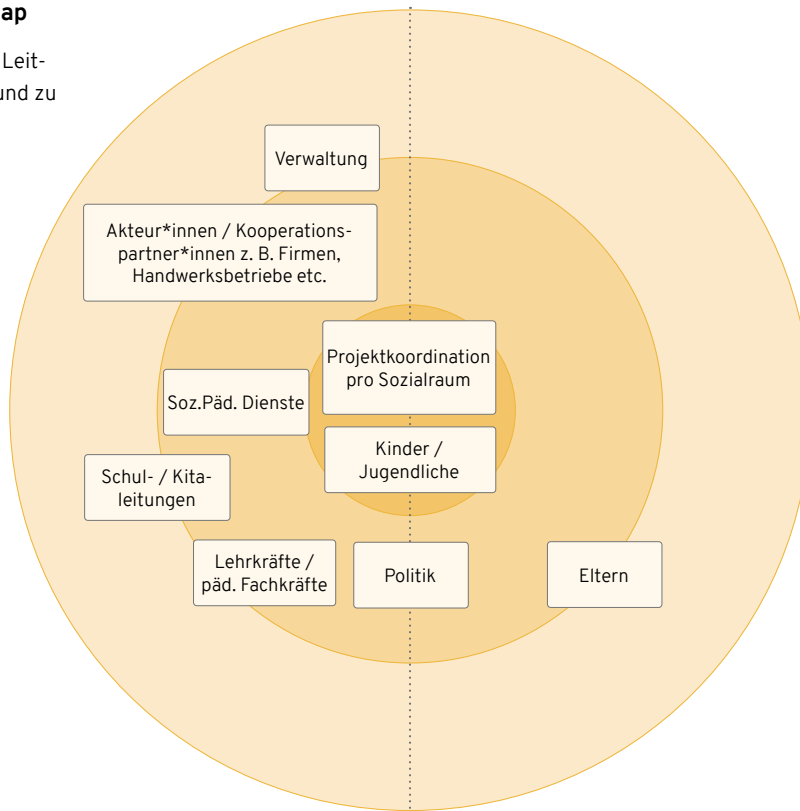 ap
Leit-
und zu
Verwaltung
Akteur*innen / Kooperations-
partner*innen z. B. Firmen,
Handwerksbetriebe etc.
Projektkoordination
pro Sozialraum
Soz.Päd. Dienste
Kinder /
Jugendliche
Schul- / Kita-
leitungen
Lehrkräfte /
päd. Fachkräfte
Politik
Eltern